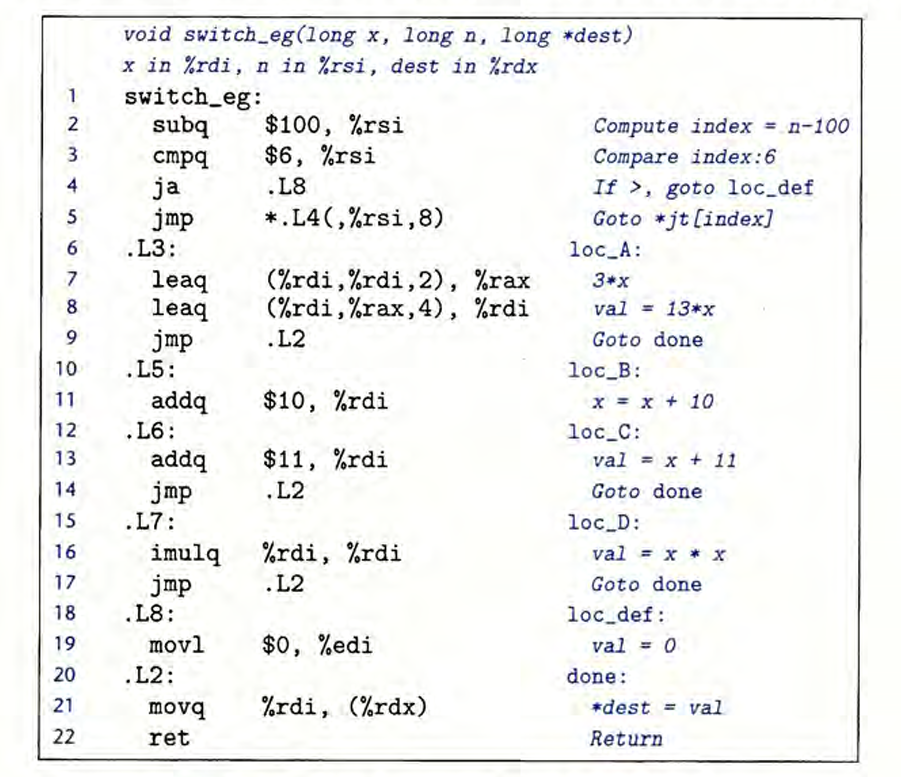 void switch_eg(long x, long n, long *dest)
x in %rdi, n in %rsi, dest in %rdx
1 switch_eg:
2 subq $100, %rsi Compute index = n-100
3 cmpq $6, %rsi Compare index:6
4 ja .L8 If >, goto loc_def
5 jmp *.L4(,%rsi,8) Goto *jt[index]
6 .L3: loc_A:
7 leaq (%rdi,%rdi,2), %rax 3*x
8 leaq (%rdi,%rax,4), %rdi val = 13*x
9 jmp .L2 Goto done
10 .L5: loc_B:
11 addq $10, %rdi x = x + 10
12 .L6: loc_C:
13 addq $11, %rdi val = x + 11
14 jmp .L2 Goto done
15 .L7: loc_D:
16 imulq %rdi, %rdi val = x * x
17 jmp .L2 Goto done
18 .L8: loc_def:
19 movl $0, %edi val = 0
20 .L2: done:
21 movq %rdi, (%rdx) *dest = val
22 ret Return